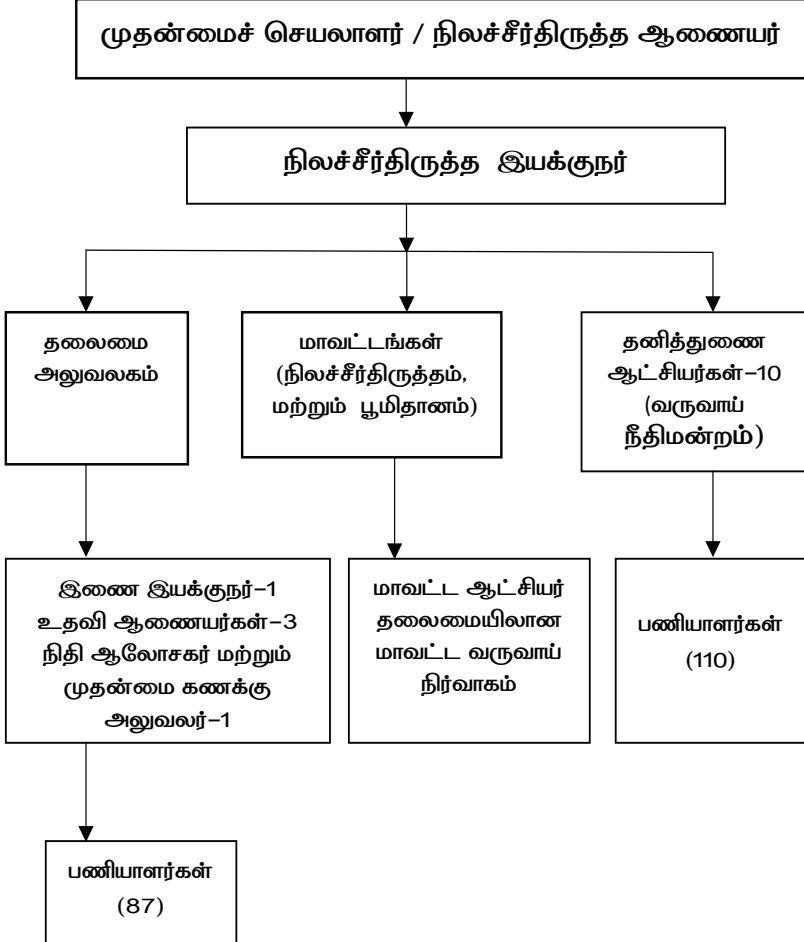 முதன்மைச் செயலாளர் / நிலச்சீர்திருத்த ஆணையர்
நிலச்சீர்திருத்த இயக்குநர்
தலைமை
அலுவலகம்
மாவட்டங்கள்
(நிலச்சீர்திருத்தம்,
மற்றும் பூமிதானம்)
தனித்துணை
ஆட்சியர்கள்-10
(வருவாய்
நீதிமன்றம்)
இணை இயக்குநர்-1
உதவி ஆணையர்கள்-3
நிதி ஆலோசகர் மற்றும்
முதன்மை கணக்கு
அலுவலர்-1
மாவட்ட ஆட்சியர்
தலைமையிலான
மாவட்ட வருவாய்
நிர்வாகம்
பணியாளர்கள்
(110)
பணியாளர்கள்
(87)